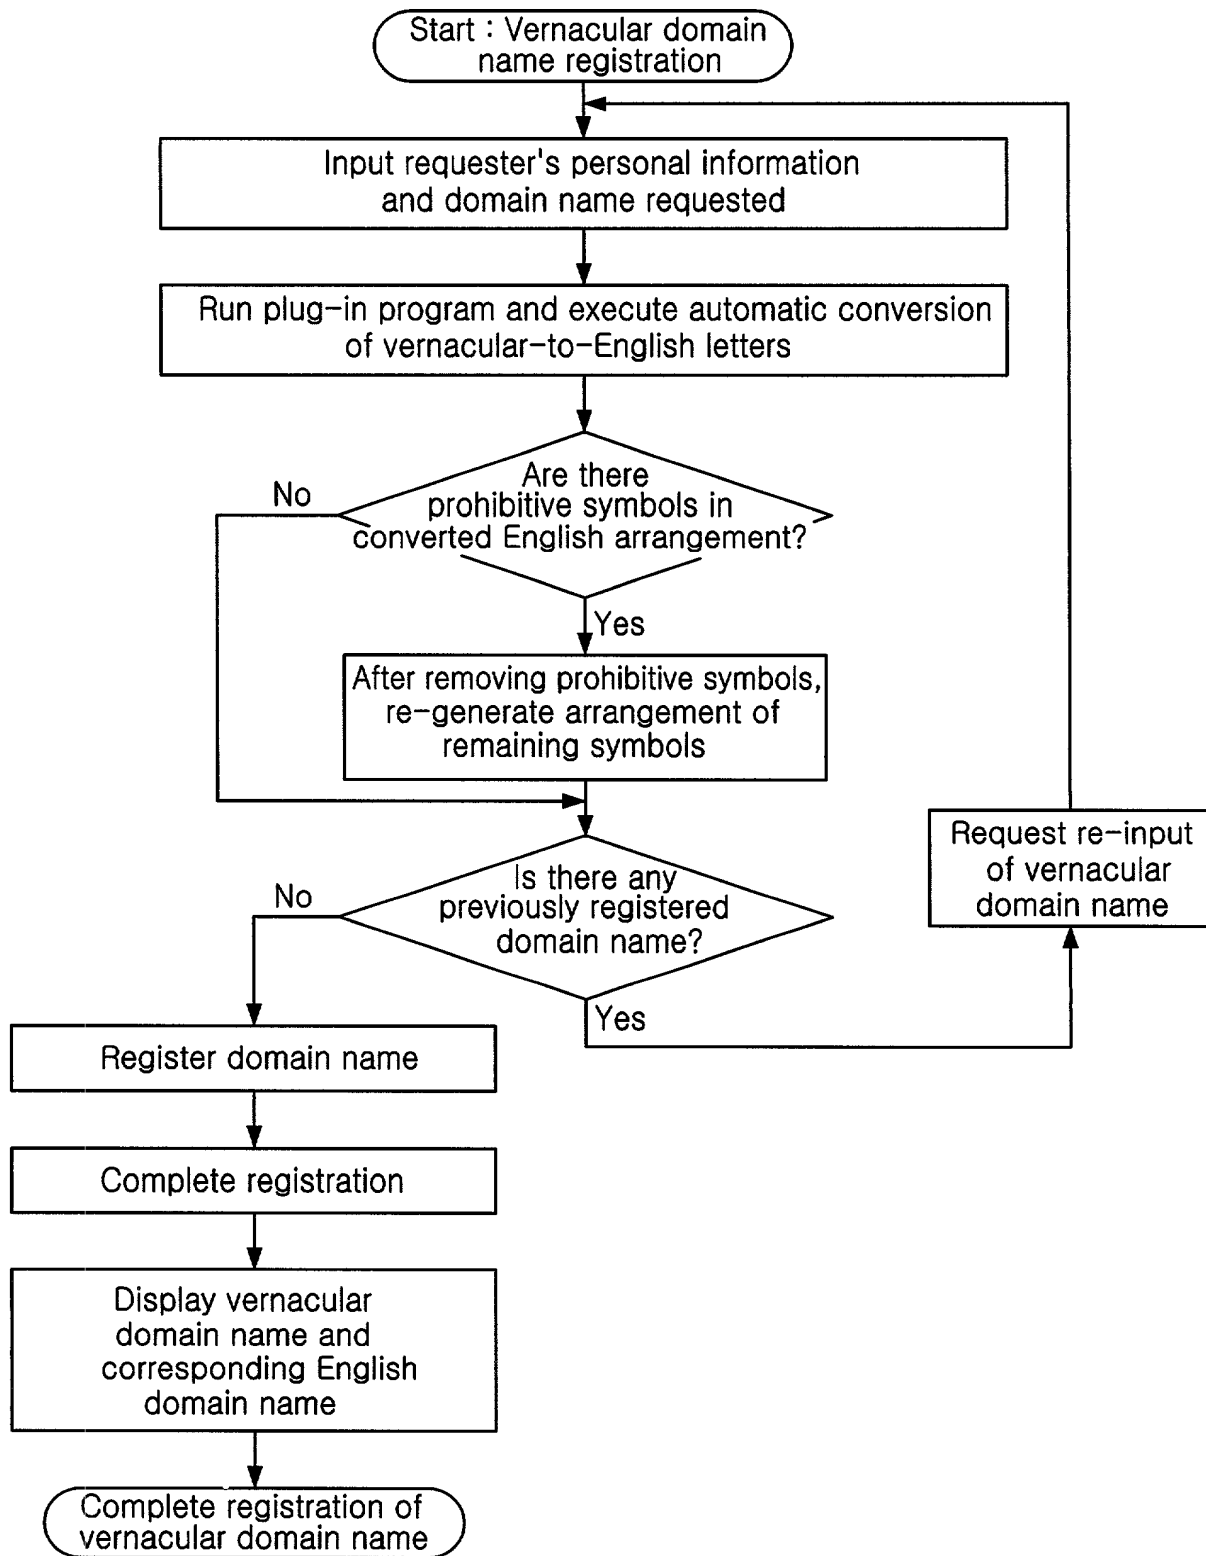 Start : Vernacular domain
name registration
Input requester's personal information
and domain name requested
Run plug-in program and execute automatic conversion
of vernacular-to-English letters
Are there
prohibitive symbols in
converted English arrangement?
No
Yes
After removing prohibitive symbols,
re-generate arrangement of
remaining symbols
Request re-input
of vernacular
domain name
Is there any
previously registered
domain name?
No
Yes
Register domain name
Complete registration
Display vernacular
domain name and
corresponding English
domain name
Complete registration of
vernacular domain name